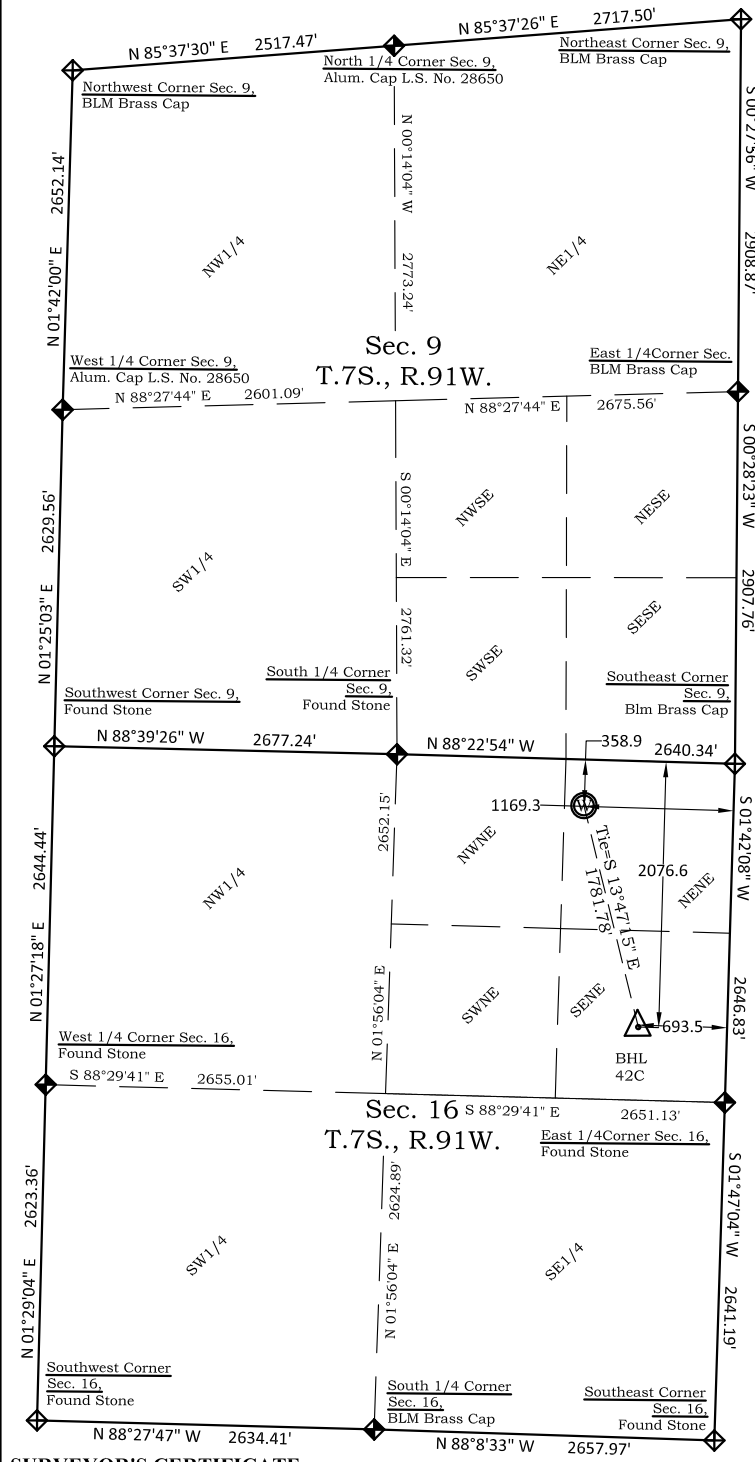 N 85°37'30" E 2517.47'
N 85°37'26" E 2717.50'
Northwest Corner Sec. 9,
BLM Brass Cap
North 1/4 Corner Sec. 9,
Alum. Cap L.S. No. 28650
Northeast Corner Sec. 9,
BLM Brass Cap
N 01°42'00" E 2652.14'
N 00°14'04" W 2773.24'
S 00°27'56" W 2908.87'
NW1/4
NE1/4
Sec. 9
T.7S., R.91W.
West 1/4 Corner Sec. 9,
Alum. Cap L.S. No. 28650
East 1/4Corner Sec.
BLM Brass Cap
N 88°27'44" E 2601.09'
N 88°27'44" E 2675.56'
N 01°25'03" E 2629.56'
S 00°14'04" E 2761.32'
S 00°28'23" W 2907.76'
NWSE
NESE
SW1/4
SWSE
SESE
Southwest Corner Sec. 9,
Found Stone
South 1/4 Corner
Sec. 9,
Found Stone
Southeast Corner
Sec. 9,
Blm Brass Cap
N 88°39'26" W 2677.24'
N 88°22'54" W 2640.34'
358.9
1169.3
W
2076.6
Tie=S 13°47'15" E
1781.78'
N 01°27'18" E 2644.44'
N 01°56'04" E 2652.15'
S 01°42'08" W 2646.83'
NW1/4
NWNE
NENE
SWNE
SENE
693.5
BHL
42C
West 1/4 Corner Sec. 16,
Found Stone
S 88°29'41" E 2655.01'
S 88°29'41" E 2651.13'
Sec. 16
T.7S., R.91W.
East 1/4Corner Sec. 16,
Found Stone
N 01°29'04" E 2623.36'
N 01°56'04" E 2624.89'
S 01°47'04" W 2641.19'
SW1/4
SE1/4
Southwest Corner
Sec. 16,
Found Stone
South 1/4 Corner
Sec. 16,
BLM Brass Cap
Southeast Corner
Sec. 16,
Found Stone
N 88°27'47" W 2634.41'
N 88°8'33" W 2657.97'
SURVEYOR'S CERTIFICATE